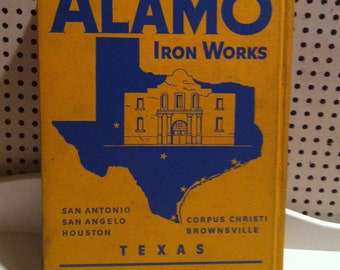 ALAMO
IRON WORKS
SAN ANTONIO
SAN ANGELO
HOUSTON
CORPUS CHRISTI
BROWNSVILLE
TEXAS